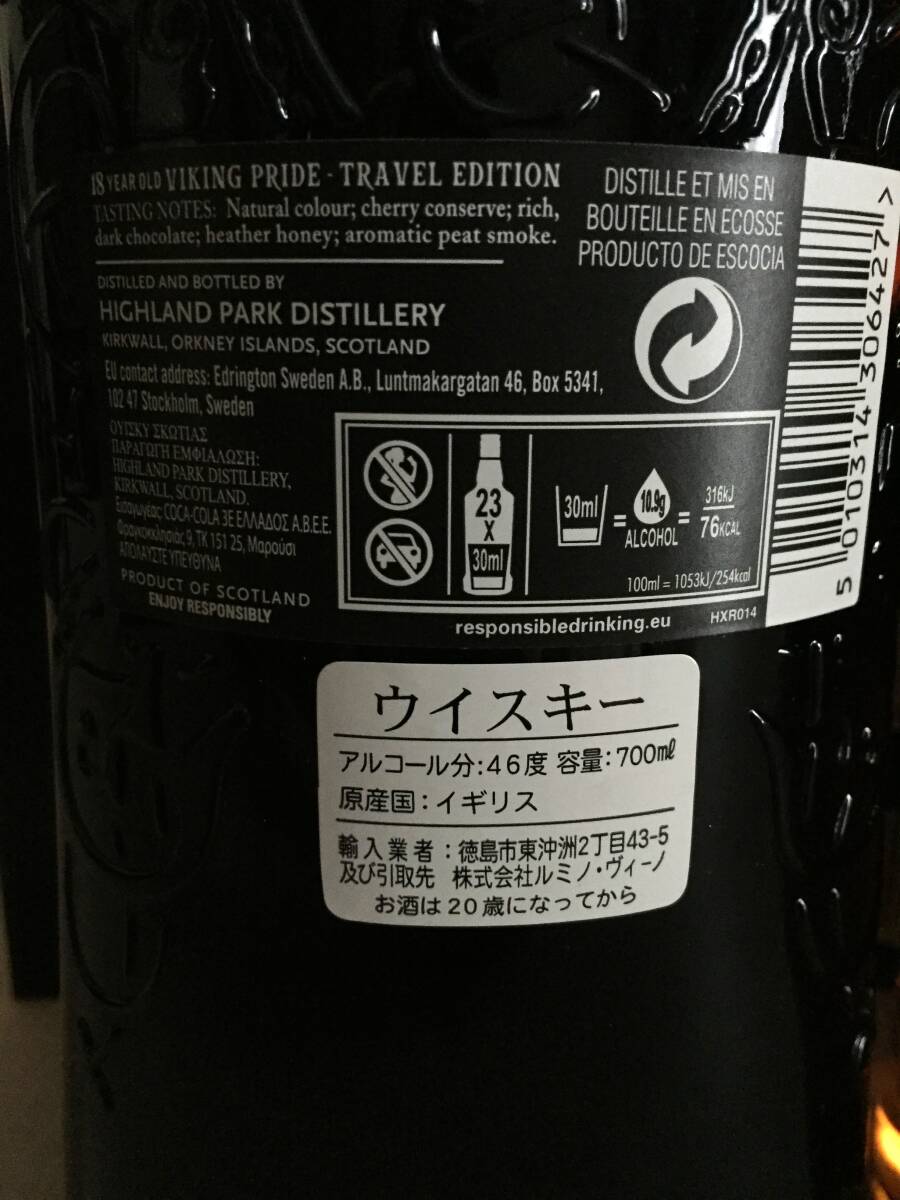 18 YEAR OLD VIKING PRIDE - TRAVEL EDITION
TASTING NOTES: Natural colour; cherry conserve; rich,
dark chocolate; heather honey; aromatic peat smoke.
DISTILLED AND BOTTLED BY
HIGHLAND PARK DISTILLERY
KIRKWALL, ORKNEY ISLANDS, SCOTLAND
EU contact address: Edrington Sweden A.B., Luntmakargatan 46, Box 5341,
102 47 Stockholm, Sweden
ΟΥΙΣΚΥ ΣΚΩΤΙΑΣ
ΠΑΡΑΓΩΓΗ ΕΜΦΙΑΛΩΣΗ:
HIGHLAND PARK DISTILLERY,
KIRKWALL, SCOTLAND.
Εισαγωγέας COCA-COLA 3E ΕΛΛΑΔΟΣ Α.Β.Ε.Ε.
Φραγκοκκλησιάς 9, ΤΚ 151 25, Μαρούσι
ΑΠΟΛΑΥΣΤΕ ΥΠΕΥΘΥΝΑ
PRODUCT OF SCOTLAND
ENJOY RESPONSIBLY
DISTILLE ET MIS EN
BOUTEILLE EN ECOSSE
PRODUCTO DE ESCOCIA
23
X
30ml
30ml
=
10.9g
ALCOHOL
=
316kJ
76KCAL
100ml = 1053kJ/254kcal
responsibledrinking.eu
HXR014
5 010314 306427 >
ウイスキー
アルコール分:46度 容量:700㎖
原産国:イギリス
輸入業者:徳島市東沖洲2丁目43-5
及び引取先 株式会社ルミノ・ヴィーノ
お酒は20歳になってから